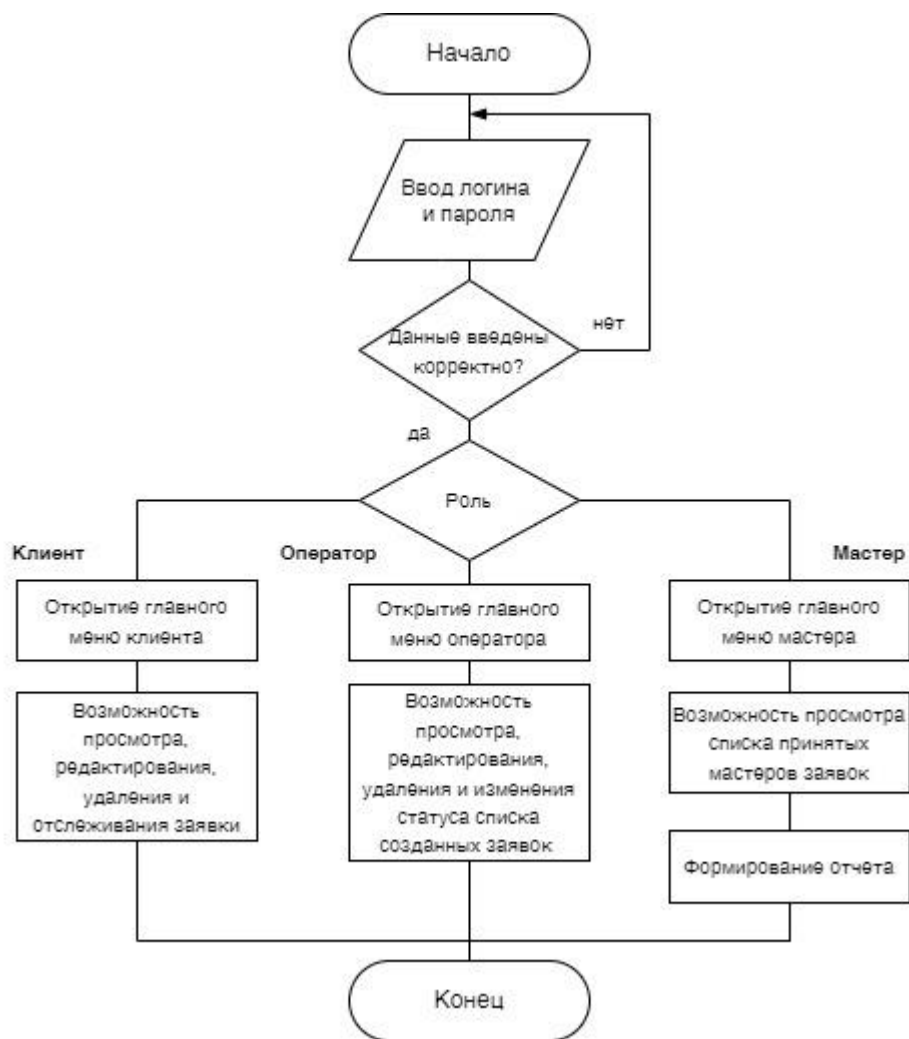 Начало
Ввод логина
и пароля
Данные введены
корректно?
нет
да
Роль
Клиент
Оператор
Мастер
Открытие главного
меню клиента
Открытие главного
меню оператора
Открытие главного
меню мастера
Возможность
просмотра,
редактирования,
удаления и
отслеживания заявки
Возможность
просмотра,
редактирования,
удаления и изменения
статуса списка
созданных заявок
Возможность просмотра
списка принятых
мастеров заявок
Формирование отчета
Конец